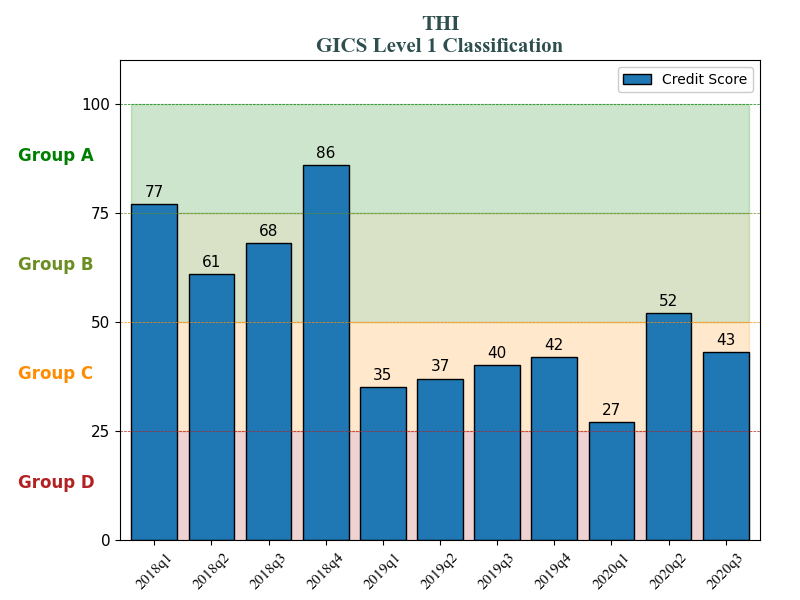 THI
GICS Level 1 Classification
Credit Score
100
Group A
86
77
75
68
Group B
61
52
50
43
42
40
Group C
37
35
27
25
Group D
0
2018q1 2018q2 2018q3 2018q4 2019q1 2019q2 2019q3 2019q4 2020q1 2020q2 2020q3